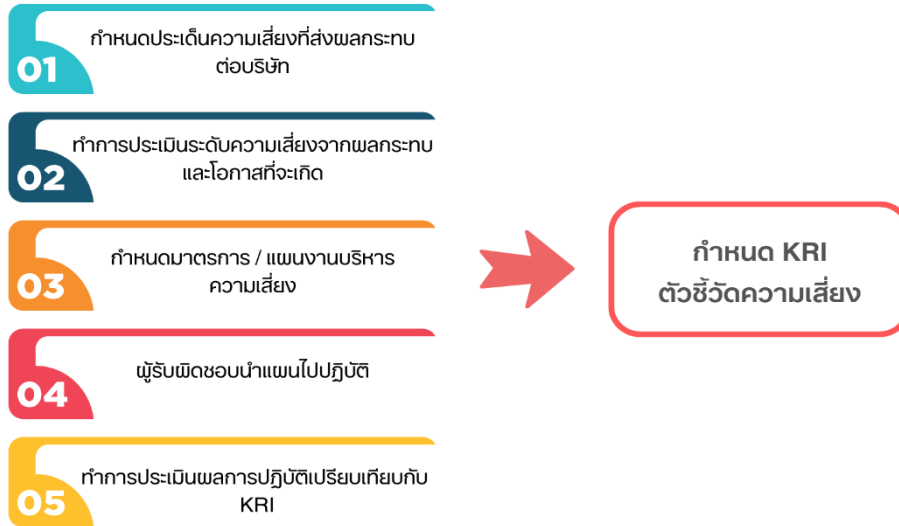 01
กำหนดประเด็นความเสี่ยงที่ส่งผลกระทบ
ต่อบริษัท
02
ทำการประเมินระดับความเสี่ยงจากผลกระทบ
และโอกาสที่จะเกิด
03
กำหนดมาตรการ / แผนงานบริหาร
ความเสี่ยง
04
ผู้รับผิดชอบนำแผนไปปฏิบัติ
05
ทำการประเมินผลการปฏิบัติเปรียบเทียบกับ
KRI
กำหนด KRI
ตัวชี้วัดความเสี่ยง